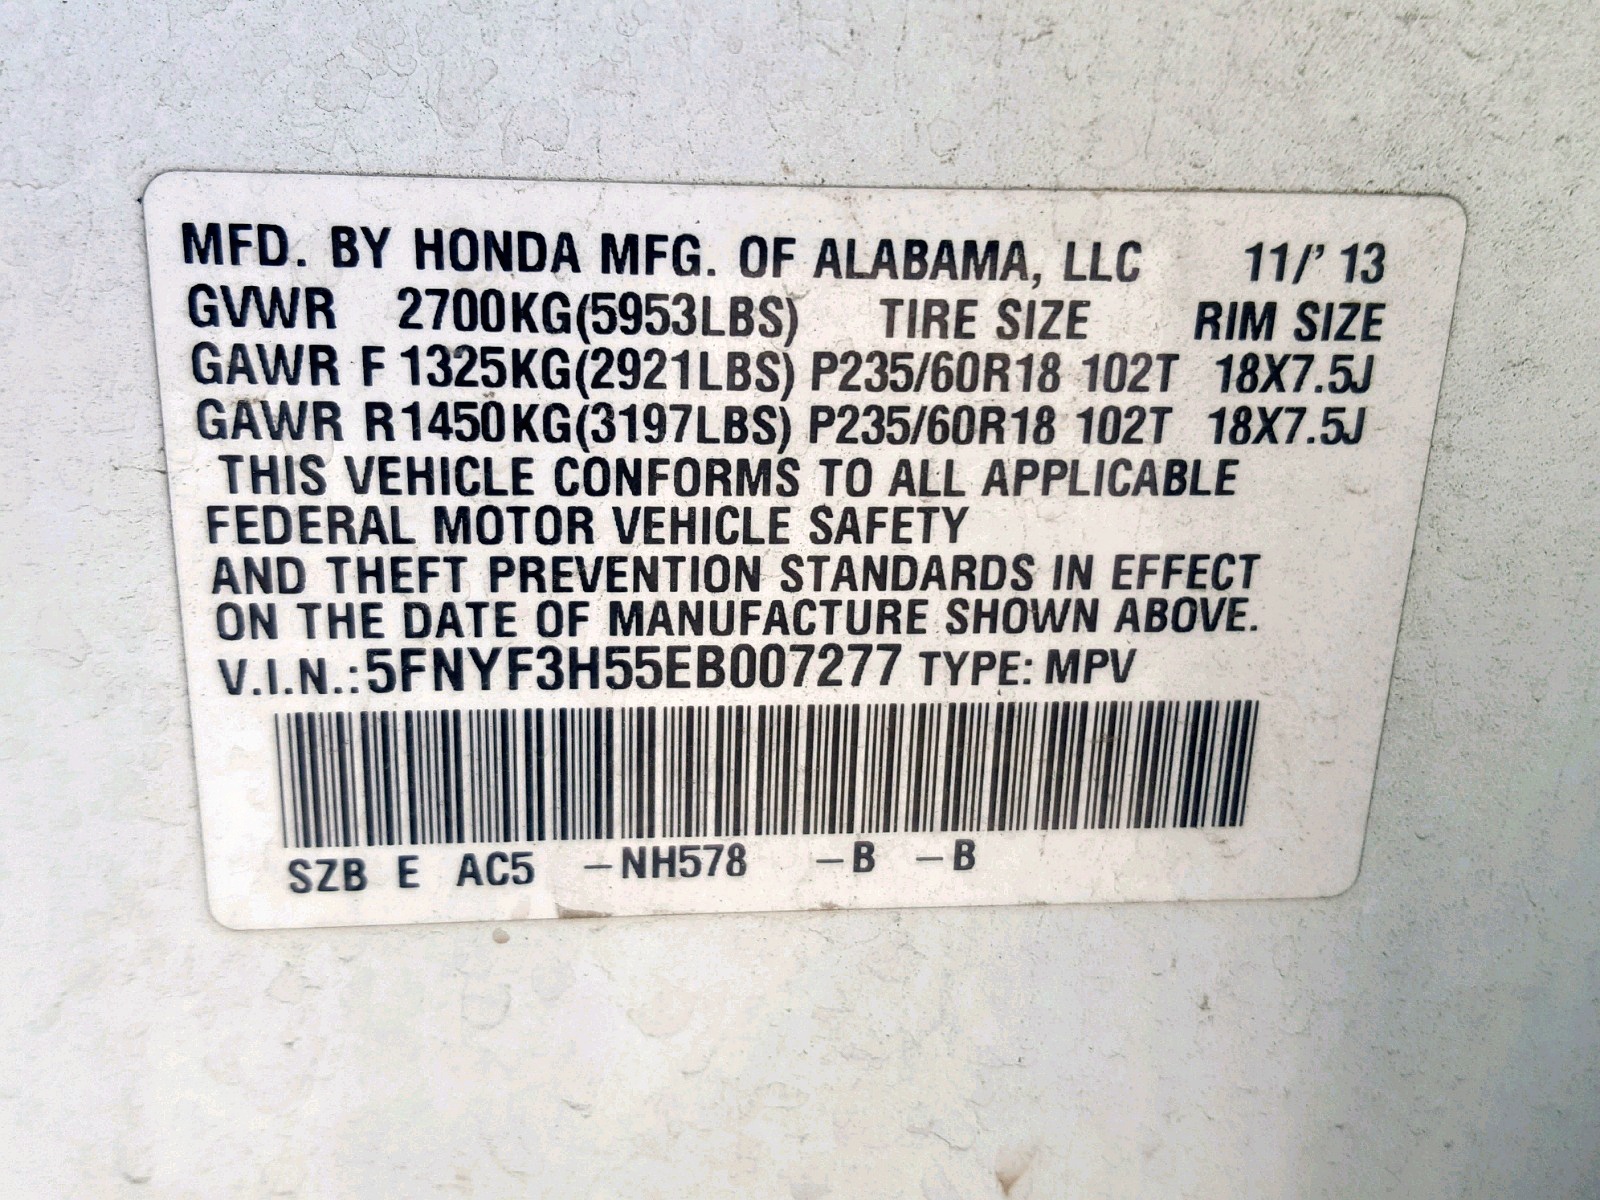 MFD. BY HONDA MFG. OF ALABAMA, LLC 11/' 13
GVWR 2700KG(5953LBS) TIRE SIZE RIM SIZE
GAWR F 1325KG(2921LBS) P235/60R18 102T 18X7.5J
GAWR R1450KG(3197LBS) P235/60R18 102T 18X7.5J
THIS VEHICLE CONFORMS TO ALL APPLICABLE
FEDERAL MOTOR VEHICLE SAFETY
AND THEFT PREVENTION STANDARDS IN EFFECT
ON THE DATE OF MANUFACTURE SHOWN ABOVE.
V.I.N.:5FNYF3H55EB007277 TYPE: MPV
SZB E AC5 –NH578 –B –B